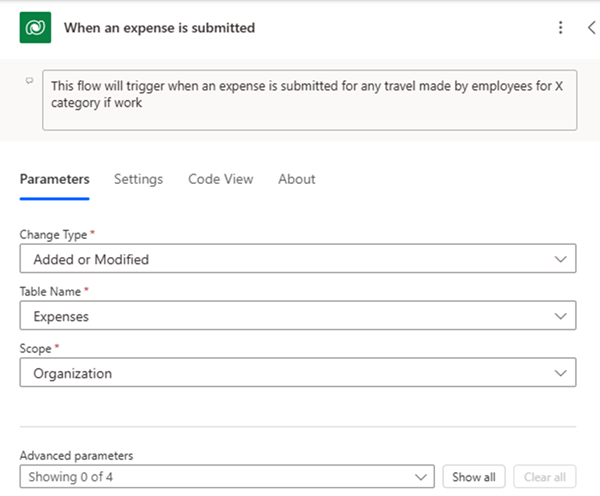 When an expense is submitted
This flow will trigger when an expense is submitted for any travel made by employees for X
category if work
Parameters Settings Code View About
Change Type *
Added or Modified
Table Name *
Expenses
Scope *
Organization
Advanced parameters
Showing 0 of 4 Show all Clear all